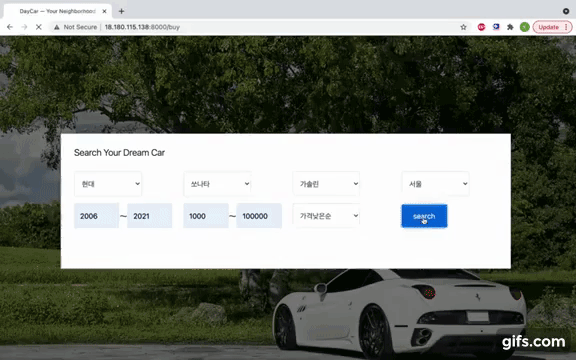 DayCar — Your Neighborhood
Not Secure
18.180.115.138:8000/buy
Update
Search Your Dream Car
현대
쏘나타
가솔린
서울
2006 ~ 2021
1000 ~ 100000
가격낮은순
search
gifs.com